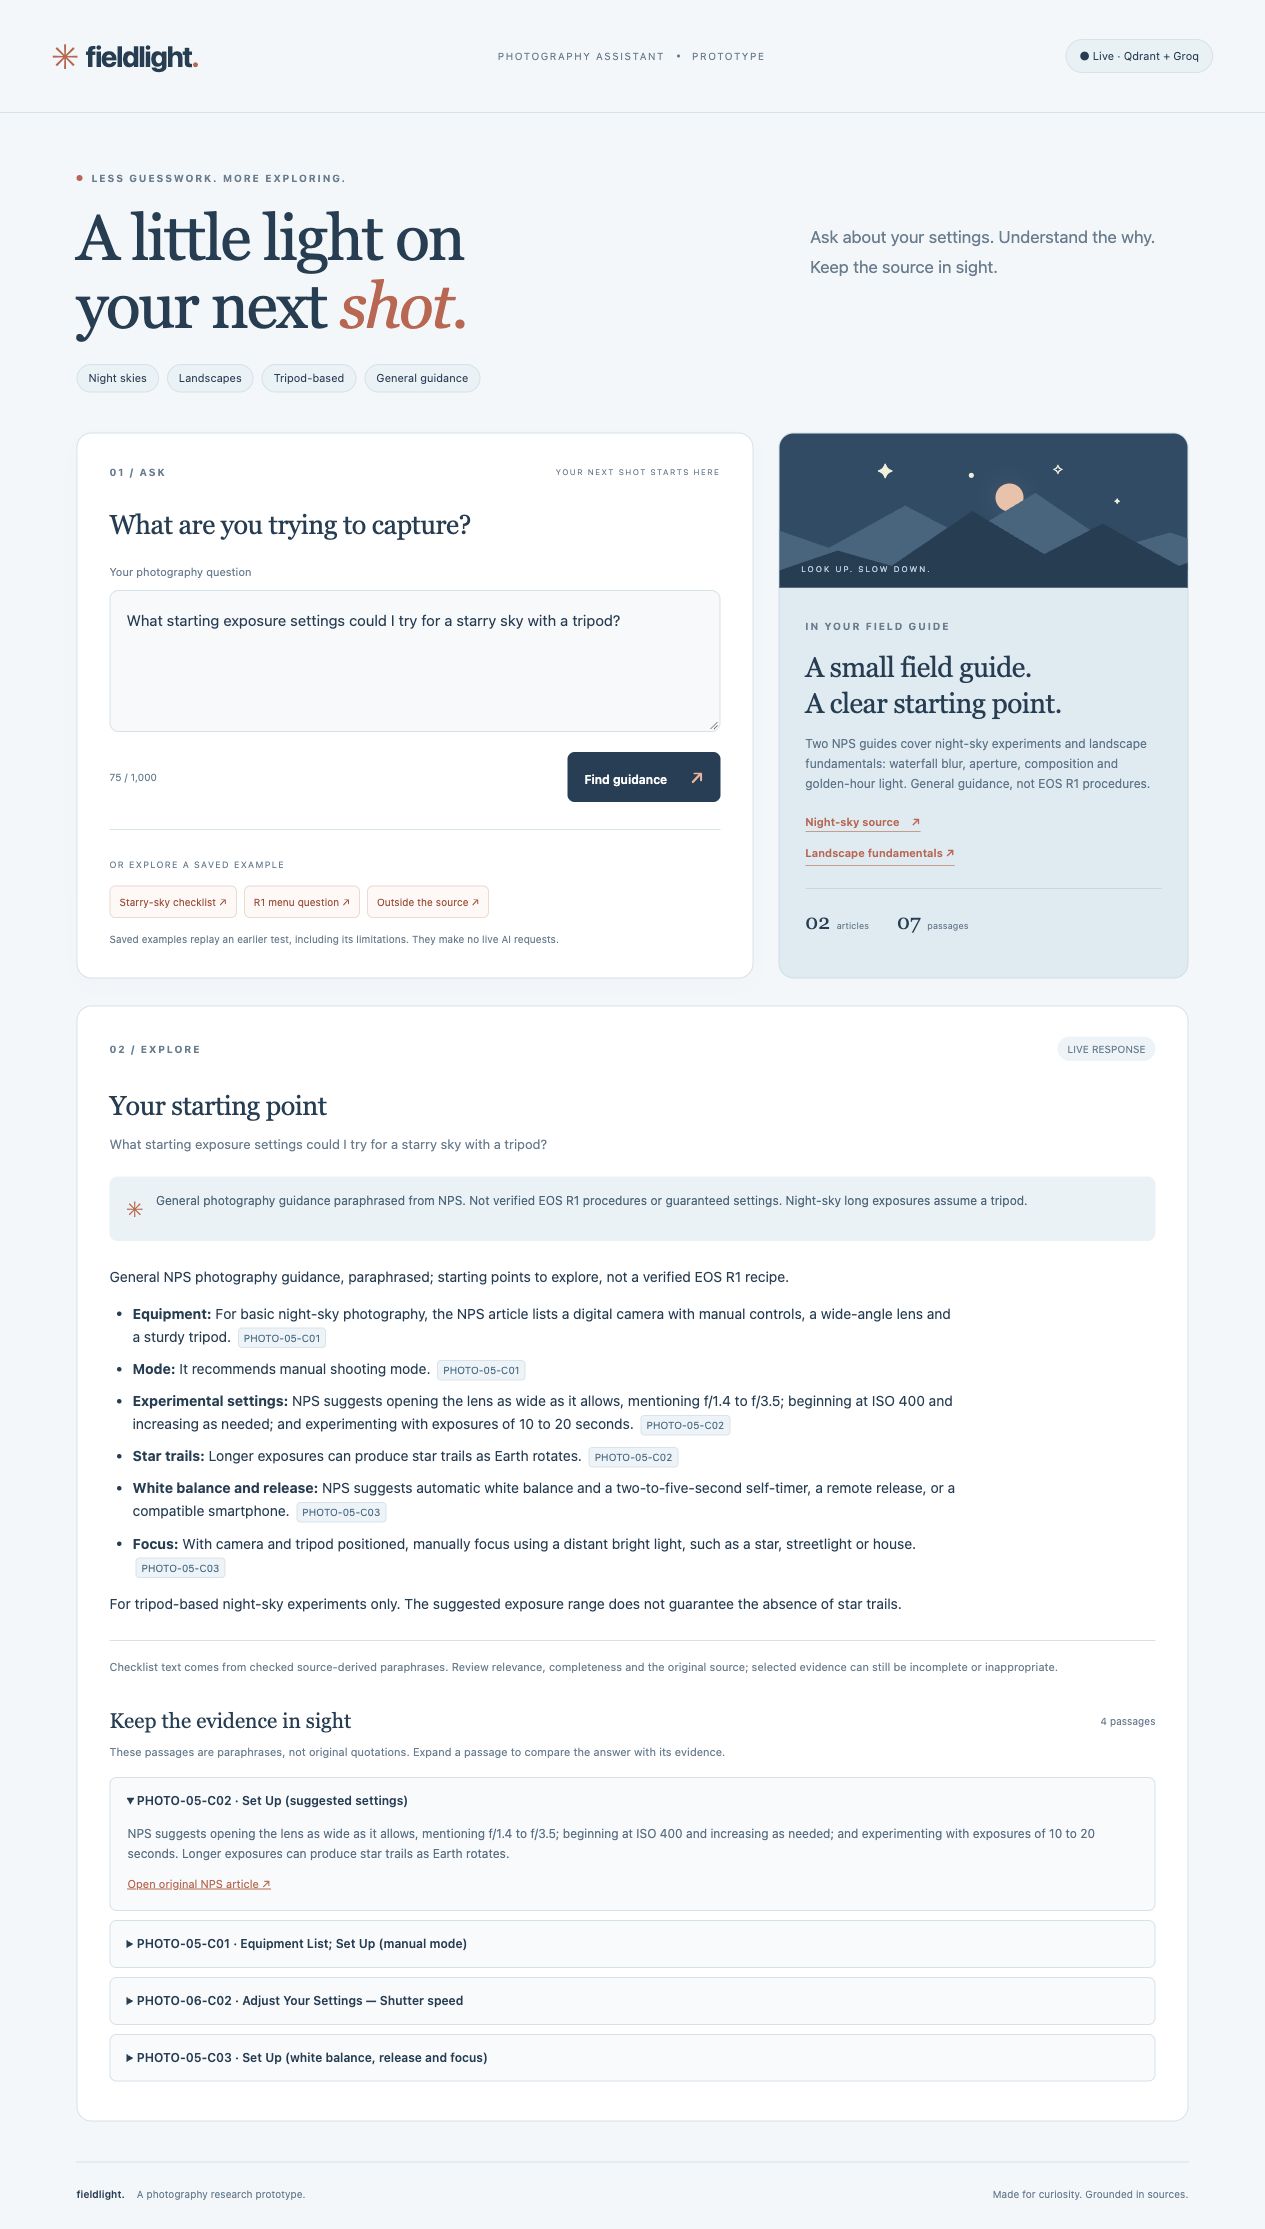 fieldlight.
PHOTOGRAPHY ASSISTANT • PROTOTYPE
● Live · Qdrant + Groq
LESS GUESSWORK. MORE EXPLORING.
A little light on
your next shot.
Ask about your settings. Understand the why.
Keep the source in sight.
Night skies
Landscapes
Tripod-based
General guidance
01 / ASK
YOUR NEXT SHOT STARTS HERE
What are you trying to capture?
Your photography question
What starting exposure settings could I try for a starry sky with a tripod?
75 / 1,000
Find guidance ↗
OR EXPLORE A SAVED EXAMPLE
Starry-sky checklist ↗
R1 menu question ↗
Outside the source ↗
Saved examples replay an earlier test, including its limitations. They make no live AI requests.
LOOK UP. SLOW DOWN.
IN YOUR FIELD GUIDE
A small field guide.
A clear starting point.
Two NPS guides cover night-sky experiments and landscape
fundamentals: waterfall blur, aperture, composition and
golden-hour light. General guidance, not EOS R1 procedures.
Night-sky source ↗
Landscape fundamentals ↗
02 articles 07 passages
02 / EXPLORE
LIVE RESPONSE
Your starting point
What starting exposure settings could I try for a starry sky with a tripod?
General photography guidance paraphrased from NPS. Not verified EOS R1 procedures or guaranteed settings. Night-sky long exposures assume a tripod.
General NPS photography guidance, paraphrased; starting points to explore, not a verified EOS R1 recipe.
• Equipment: For basic night-sky photography, the NPS article lists a digital camera with manual controls, a wide-angle lens and
a sturdy tripod. PHOTO-05-C01
• Mode: It recommends manual shooting mode. PHOTO-05-C01
• Experimental settings: NPS suggests opening the lens as wide as it allows, mentioning f/1.4 to f/3.5; beginning at ISO 400 and
increasing as needed; and experimenting with exposures of 10 to 20 seconds. PHOTO-05-C02
• Star trails: Longer exposures can produce star trails as Earth rotates. PHOTO-05-C02
• White balance and release: NPS suggests automatic white balance and a two-to-five-second self-timer, a remote release, or a
compatible smartphone. PHOTO-05-C03
• Focus: With camera and tripod positioned, manually focus using a distant bright light, such as a star, streetlight or house.
PHOTO-05-C03
For tripod-based night-sky experiments only. The suggested exposure range does not guarantee the absence of star trails.
Checklist text comes from checked source-derived paraphrases. Review relevance, completeness and the original source; selected evidence can still be incomplete or inappropriate.
Keep the evidence in sight
4 passages
These passages are paraphrases, not original quotations. Expand a passage to compare the answer with its evidence.
▼ PHOTO-05-C02 · Set Up (suggested settings)
NPS suggests opening the lens as wide as it allows, mentioning f/1.4 to f/3.5; beginning at ISO 400 and increasing as needed; and experimenting with exposures of 10 to 20
seconds. Longer exposures can produce star trails as Earth rotates.
Open original NPS article ↗
▶ PHOTO-05-C01 · Equipment List; Set Up (manual mode)
▶ PHOTO-06-C02 · Adjust Your Settings — Shutter speed
▶ PHOTO-05-C03 · Set Up (white balance, release and focus)
fieldlight. A photography research prototype.
Made for curiosity. Grounded in sources.